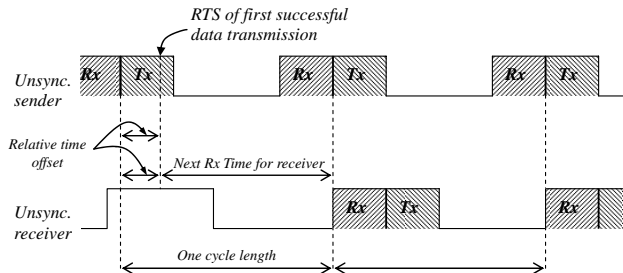 RTS of first successful
data transmission
Rx Tx Rx Tx Rx Tx
Unsync.
sender
Relative time
offset
Next Rx Time for receiver
Unsync.
receiver
Rx Tx Rx
One cycle length